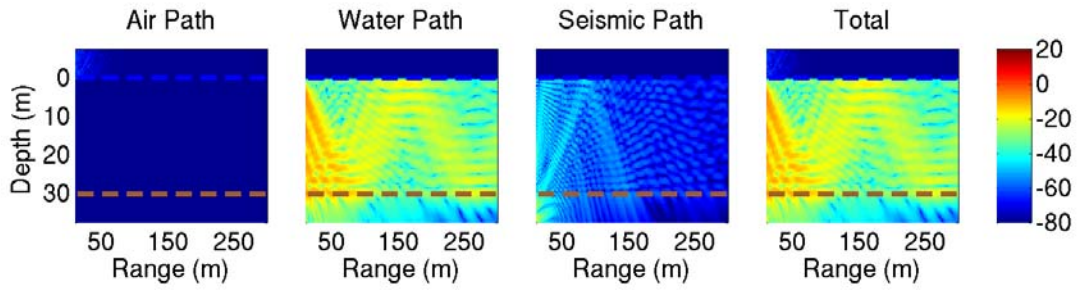 Air Path
Water Path
Seismic Path
Total
Depth (m)
0
10
20
30
50 150 250
Range (m)
50 150 250
Range (m)
50 150 250
Range (m)
50 150 250
Range (m)
20
0
-20
-40
-60
-80